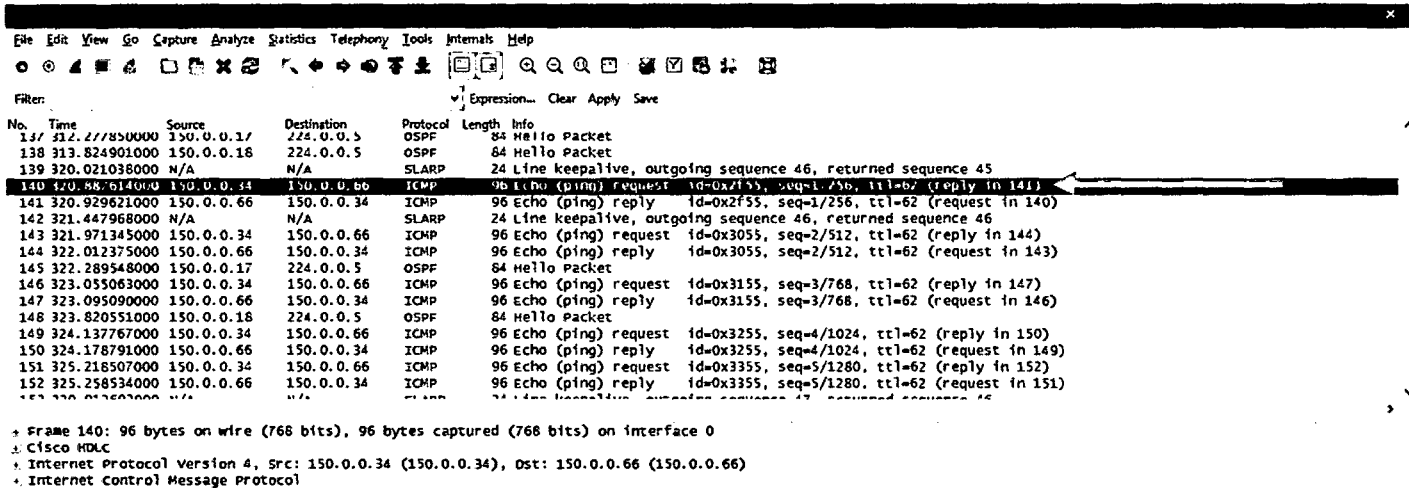 File Edit View Go Capture Analyze Statistics Telephony Tools Internals Help
Filter: Expression... Clear Apply Save
No. Time Source Destination Protocol Length Info
137 312.277850000 150.0.0.17 224.0.0.5 OSPF 84 Hello Packet
138 313.824901000 150.0.0.18 224.0.0.5 OSPF 84 Hello Packet
139 320.021038000 N/A N/A SLARP 24 Line keepalive, outgoing sequence 46, returned sequence 45
140 320.887614000 150.0.0.34 150.0.0.66 ICMP 96 Echo (ping) request id=0x2f55, seq=1/256, ttl=62 (reply in 141)
141 320.929621000 150.0.0.66 150.0.0.34 ICMP 96 Echo (ping) reply id=0x2f55, seq=1/256, ttl=62 (request in 140)
142 321.447968000 N/A N/A SLARP 24 Line keepalive, outgoing sequence 46, returned sequence 46
143 321.971345000 150.0.0.34 150.0.0.66 ICMP 96 Echo (ping) request id=0x3055, seq=2/512, ttl=62 (reply in 144)
144 322.012375000 150.0.0.66 150.0.0.34 ICMP 96 Echo (ping) reply id=0x3055, seq=2/512, ttl=62 (request in 143)
145 322.289548000 150.0.0.17 224.0.0.5 OSPF 84 Hello Packet
146 323.055063000 150.0.0.34 150.0.0.66 ICMP 96 Echo (ping) request id=0x3155, seq=3/768, ttl=62 (reply in 147)
147 323.095090000 150.0.0.66 150.0.0.34 ICMP 96 Echo (ping) reply id=0x3155, seq=3/768, ttl=62 (request in 146)
148 323.820551000 150.0.0.18 224.0.0.5 OSPF 84 Hello Packet
149 324.137767000 150.0.0.34 150.0.0.66 ICMP 96 Echo (ping) request id=0x3255, seq=4/1024, ttl=62 (reply in 150)
150 324.178791000 150.0.0.66 150.0.0.34 ICMP 96 Echo (ping) reply id=0x3255, seq=4/1024, ttl=62 (request in 149)
151 325.218507000 150.0.0.34 150.0.0.66 ICMP 96 Echo (ping) request id=0x3355, seq=5/1280, ttl=62 (reply in 152)
152 325.258534000 150.0.0.66 150.0.0.34 ICMP 96 Echo (ping) reply id=0x3355, seq=5/1280, ttl=62 (request in 151)
+ Frame 140: 96 bytes on wire (768 bits), 96 bytes captured (768 bits) on interface 0
+ Cisco HDLC
+ Internet Protocol Version 4, Src: 150.0.0.34 (150.0.0.34), Dst: 150.0.0.66 (150.0.0.66)
+ Internet Control Message Protocol